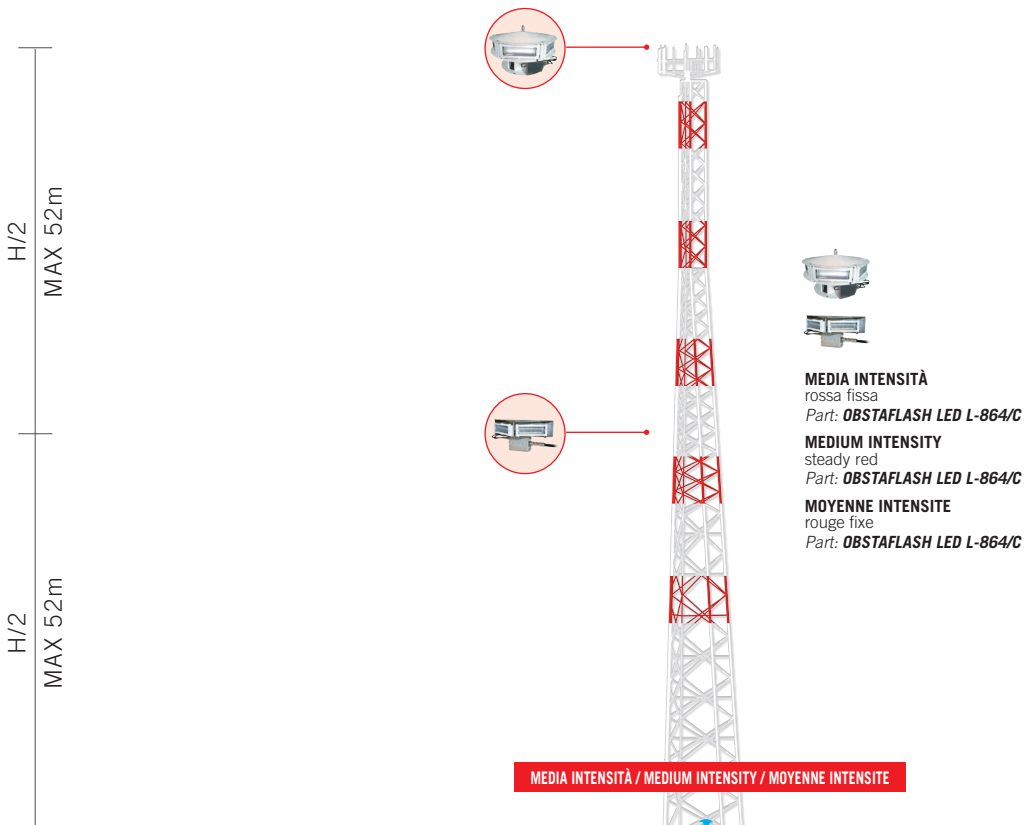 H/2
MAX 52m
H/2
MAX 52m
MEDIA INTENSITÀ
rossa fissa
Part: OBSTAFLASH LED L-864/C
MEDIUM INTENSITY
steady red
Part: OBSTAFLASH LED L-864/C
MOYENNE INTENSITE
rouge fixe
Part: OBSTAFLASH LED L-864/C
MEDIA INTENSITÀ / MEDIUM INTENSITY / MOYENNE INTENSITE